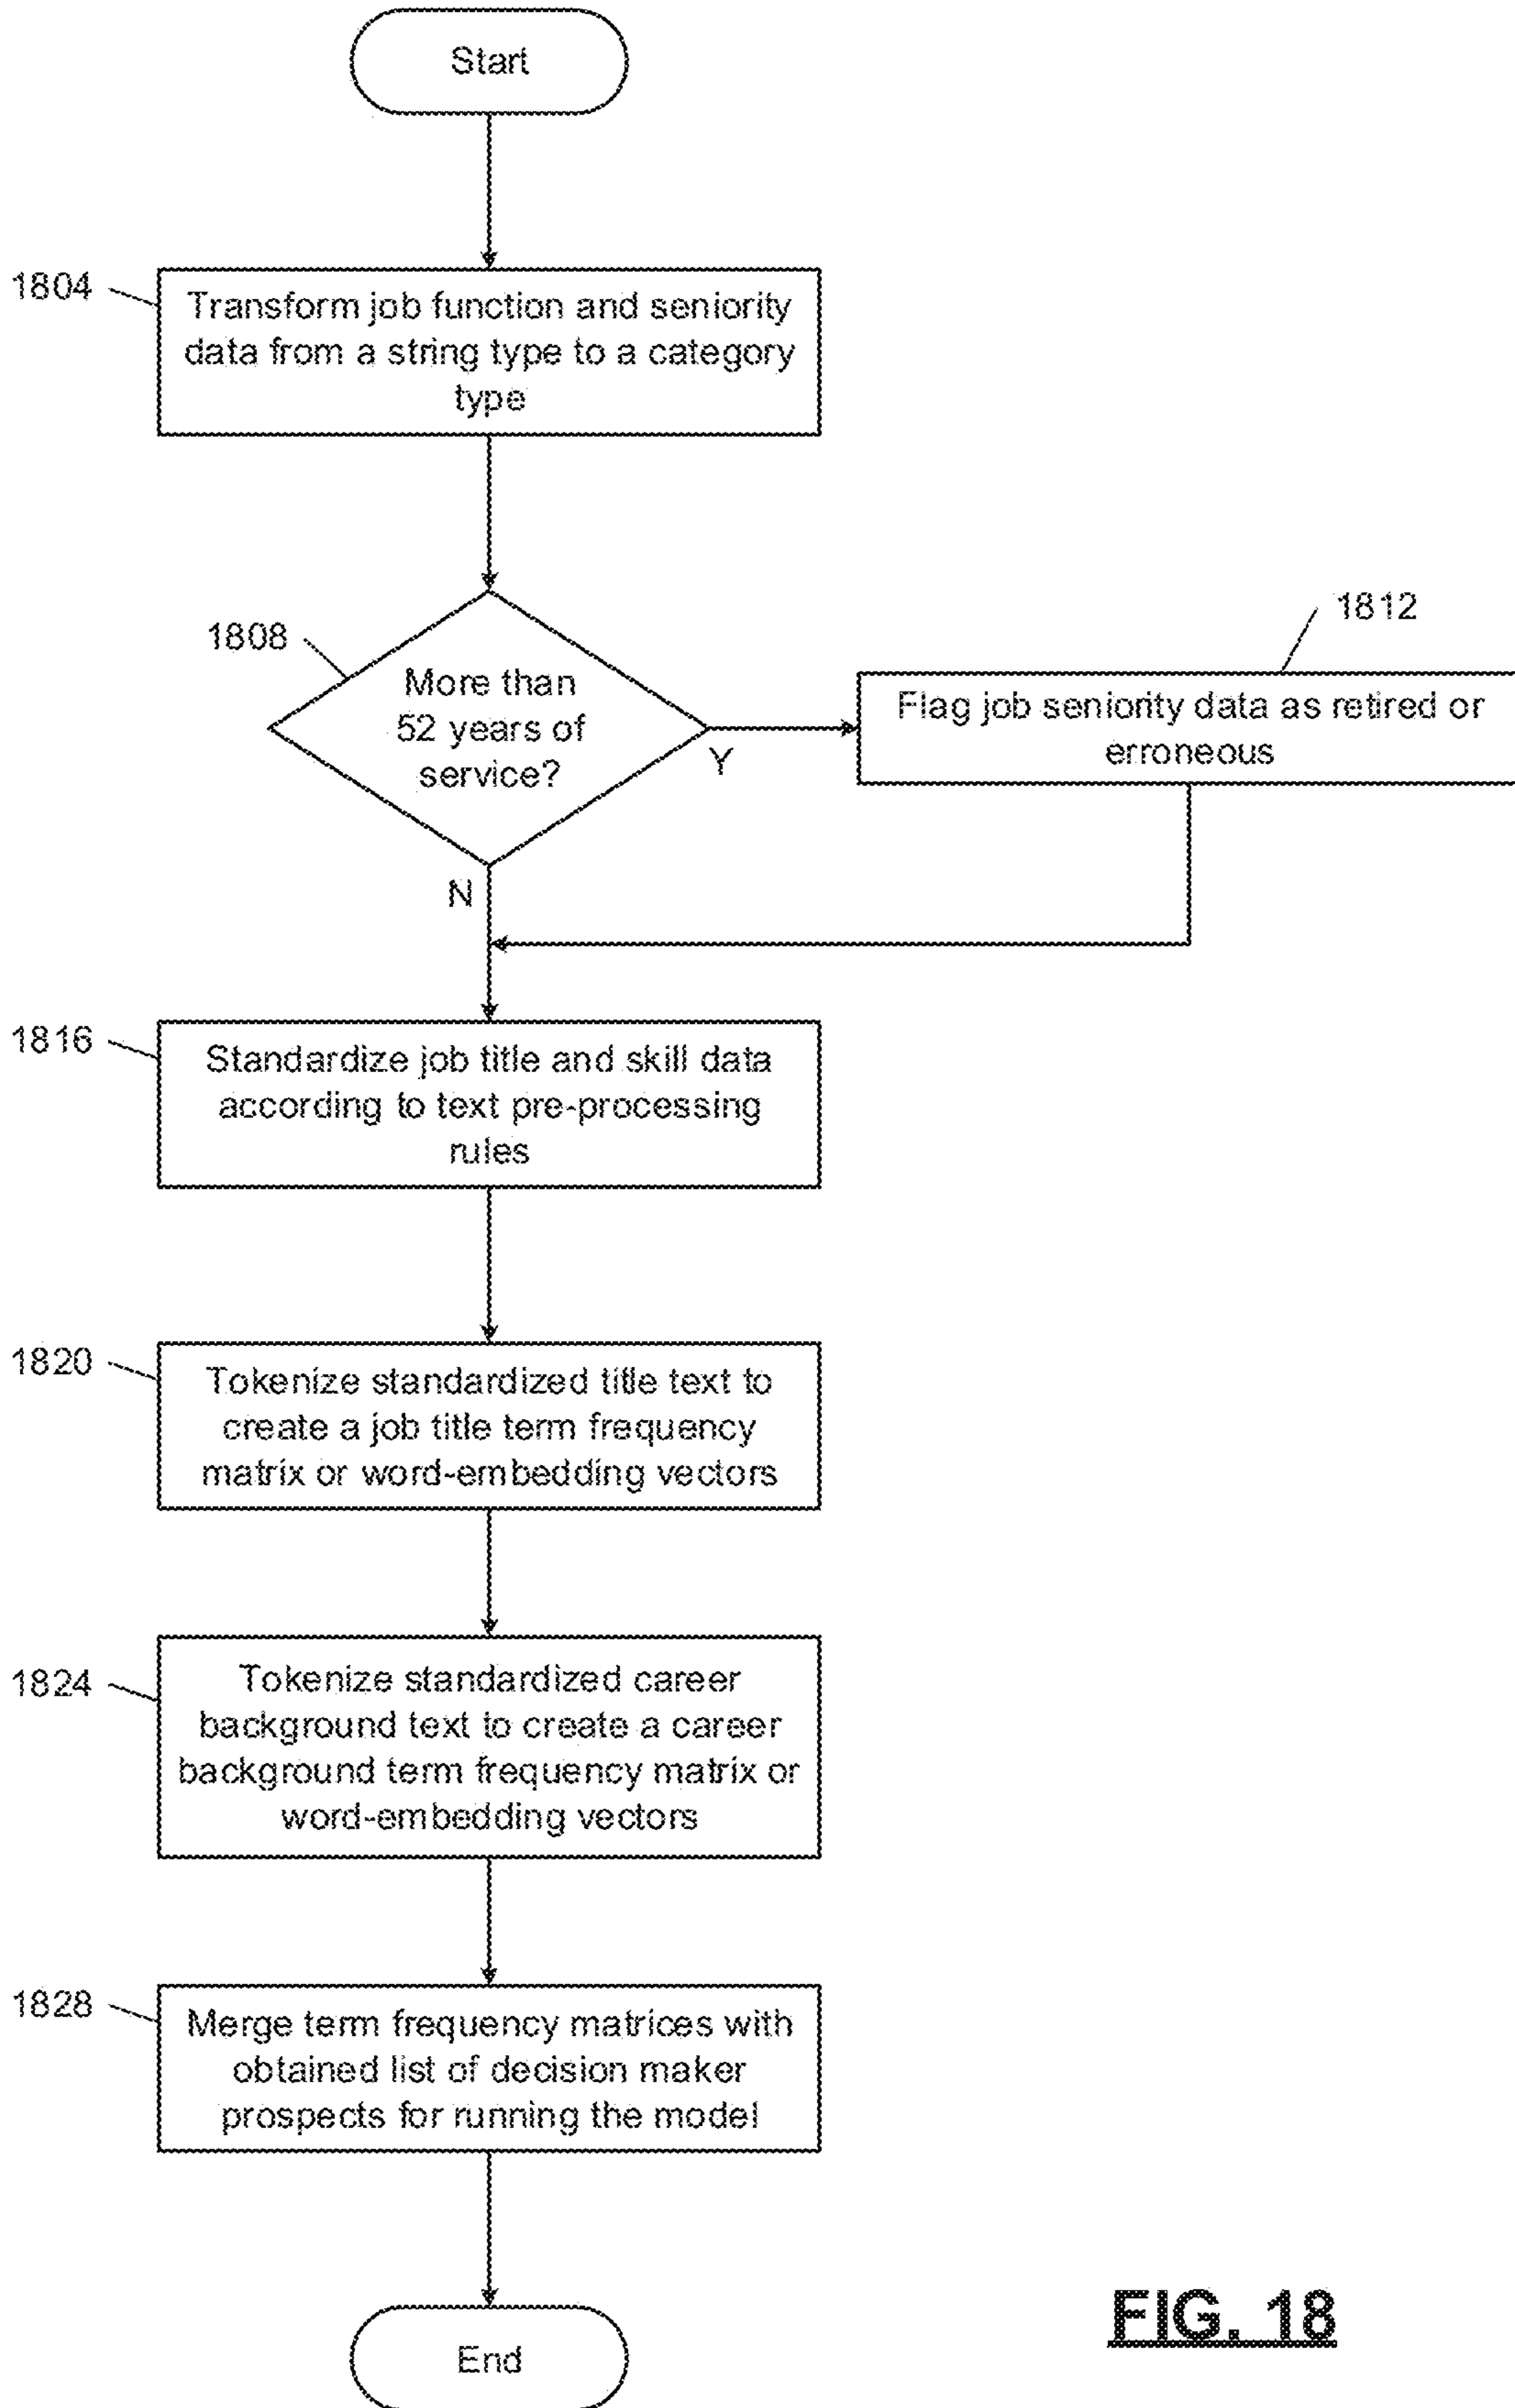 Start
1804
Transform job function and seniority
data from a string type to a category
type
1808
More than
52 years of
service?
Y
N
1812
Flag job seniority data as retired or
erroneous
1816
Standardize job title and skill data
according to text pre-processing
rules
1820
Tokenize standardized title text to
create a job title term frequency
matrix or word-embedding vectors
1824
Tokenize standardized career
background text to create a career
background term frequency matrix or
word-embedding vectors
1828
Merge term frequency matrices with
obtained list of decision maker
prospects for running the model
End
FIG. 18